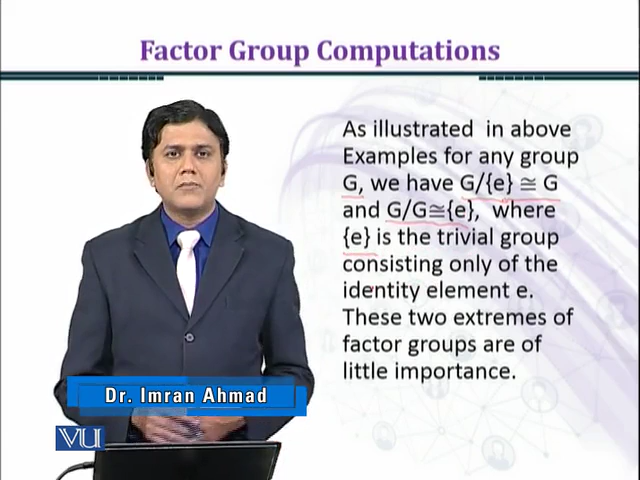 Factor Group Computations
As illustrated in above
Examples for any group
G, we have G/{e} ≅ G
and G/G≅{e}, where
{e} is the trivial group
consisting only of the
identity element e.
These two extremes of
factor groups are of
little importance.
Dr. Imran Ahmad
VU